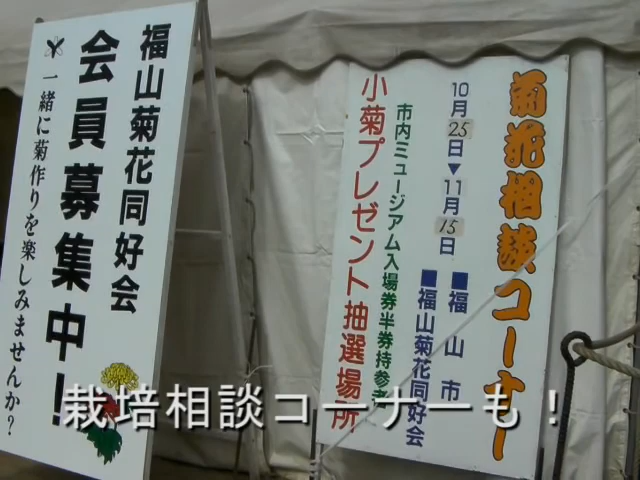 福山菊花同好会
会員募集中！
一緒に菊作りを楽しみませんか？
菊花相談コーナー
■福山市
■福山菊花同好会
10月25日▼11月15日
市内ミュージアム入場券半券持参者
小菊プレゼント抽選場所
栽培相談コーナーも！